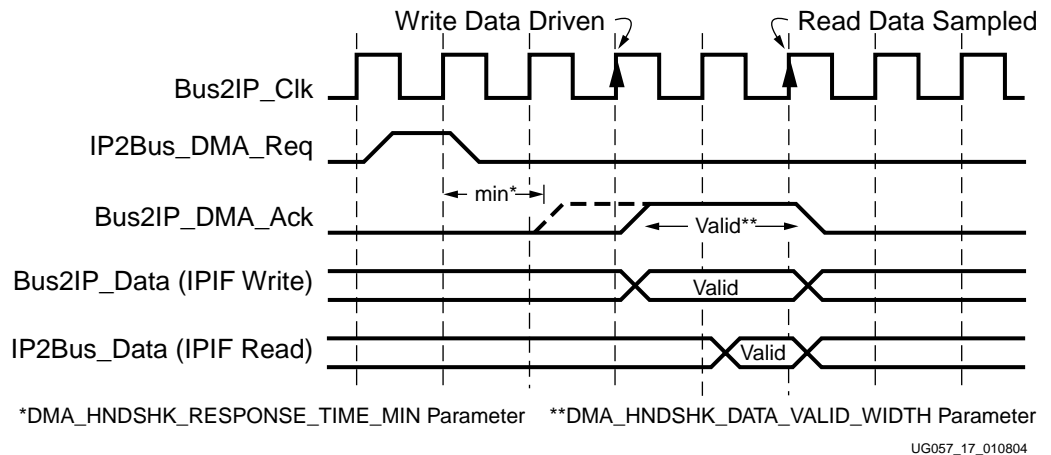 Write Data Driven Read Data Sampled
Bus2IP_Clk
IP2Bus_DMA_Req
min*
Bus2IP_DMA_Ack Valid**
Bus2IP_Data (IPIF Write) Valid
IP2Bus_Data (IPIF Read) Valid
*DMA_HNDSHK_RESPONSE_TIME_MIN Parameter **DMA_HNDSHK_DATA_VALID_WIDTH Parameter
UG057_17_010804